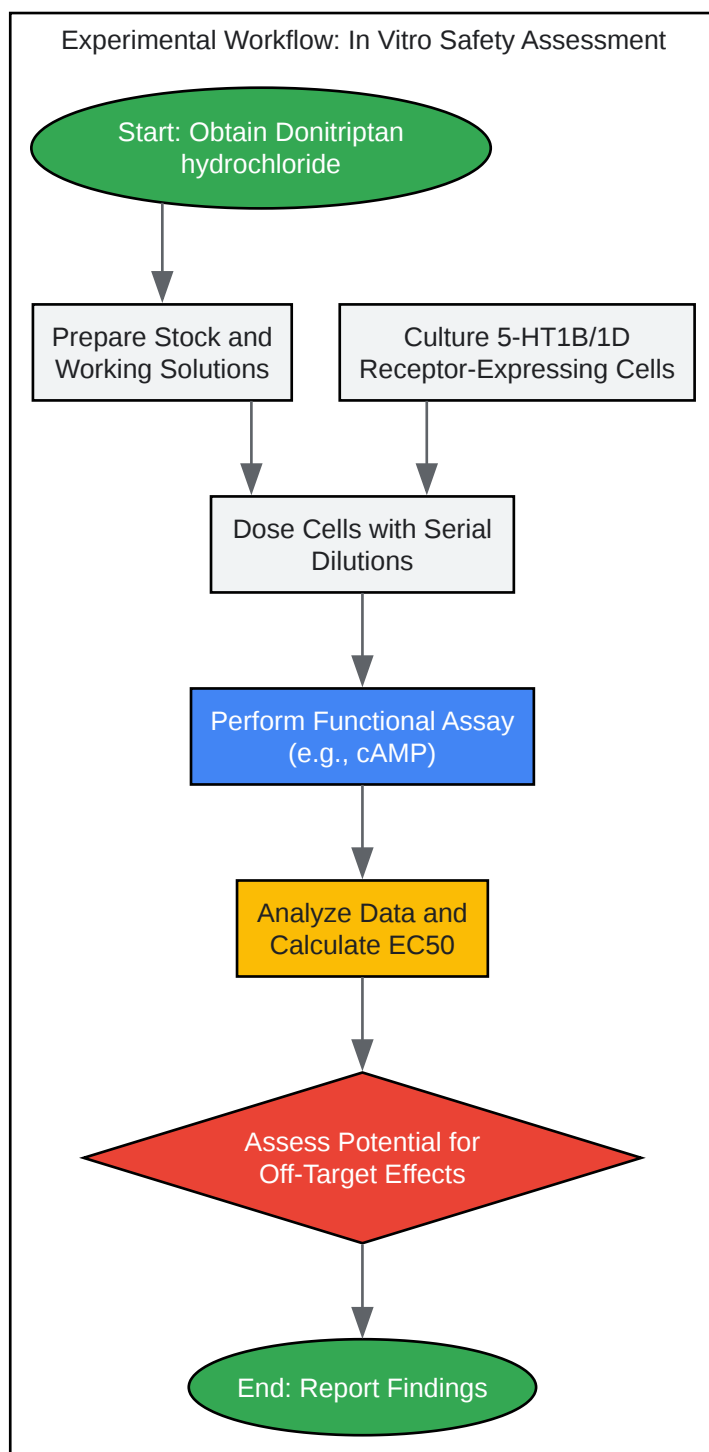 Experimental Workflow: In Vitro Safety Assessment
Start: Obtain Donitriptan
hydrochloride
Prepare Stock and
Working Solutions
Culture 5-HT1B/1D
Receptor-Expressing Cells
Dose Cells with Serial
Dilutions
Perform Functional Assay
(e.g., cAMP)
Analyze Data and
Calculate EC50
Assess Potential for
Off-Target Effects
End: Report Findings